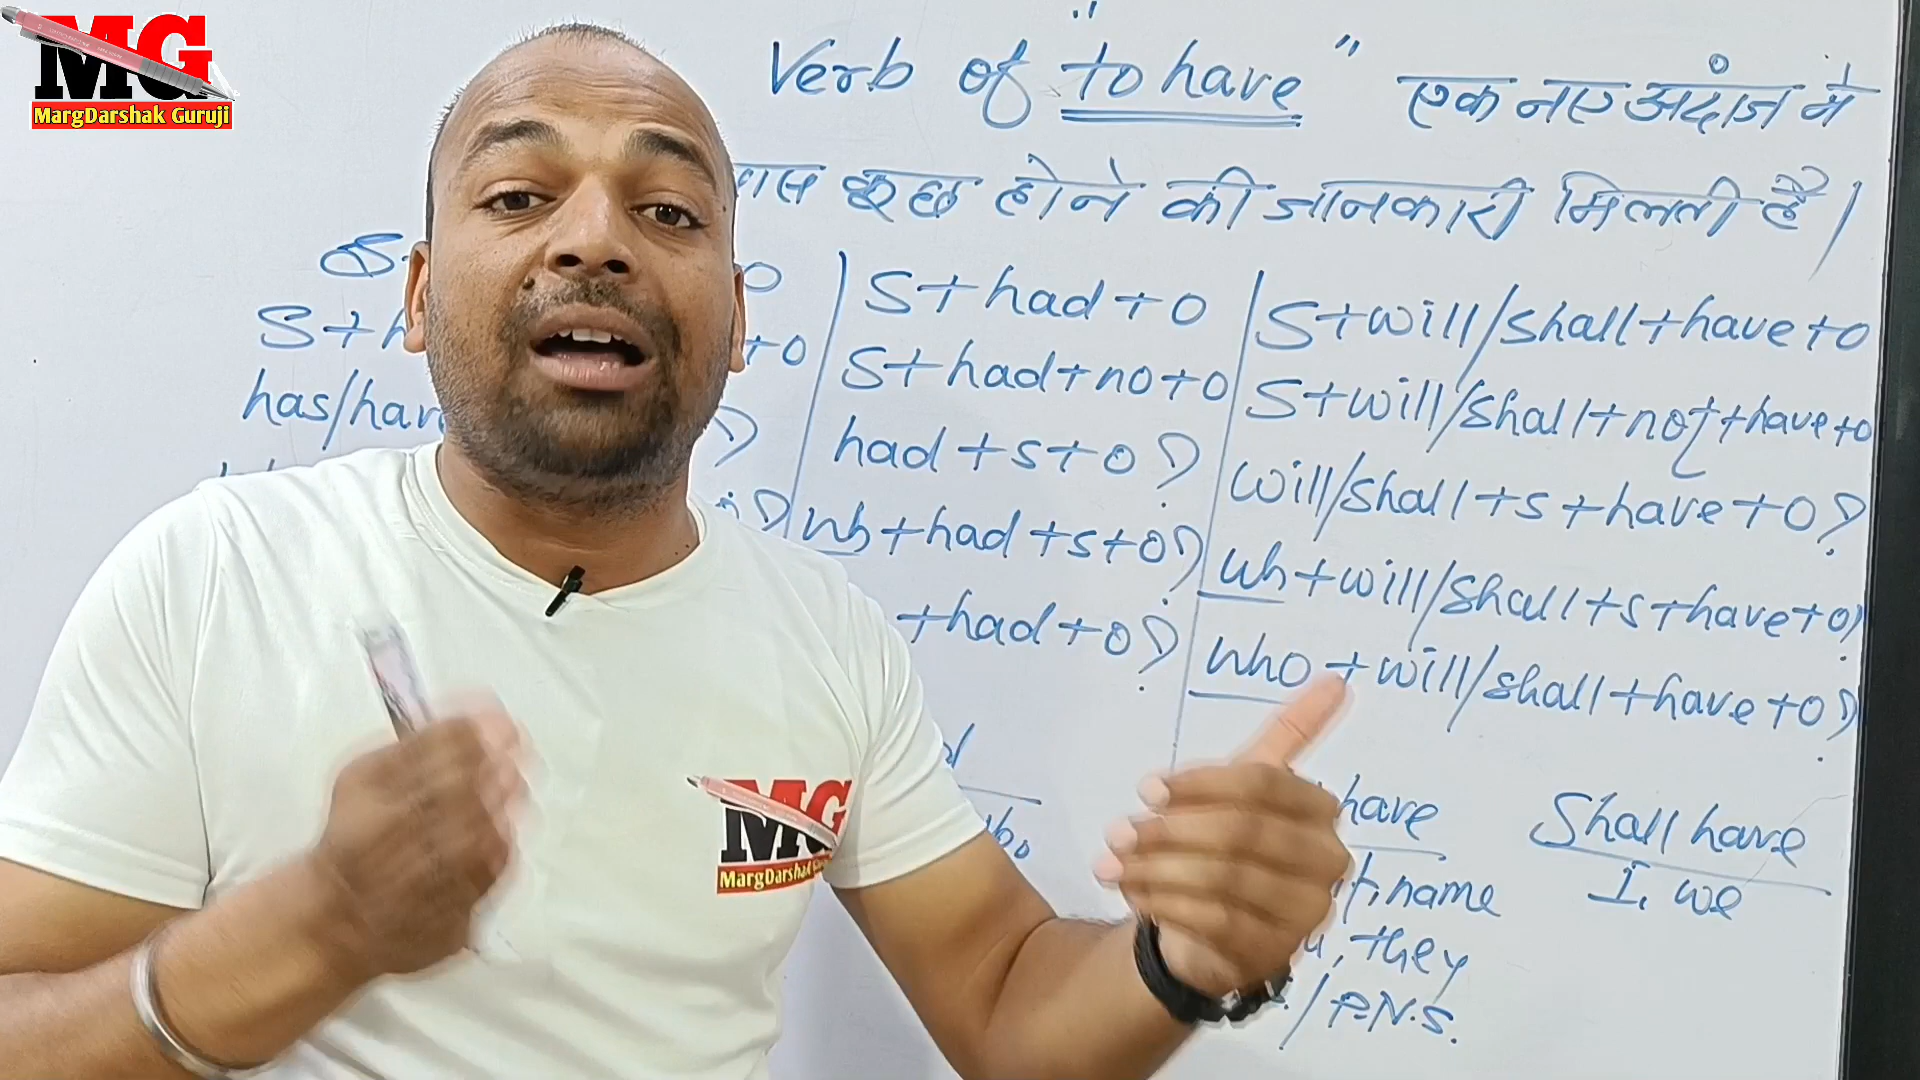 MG
MargDarshak Guruji
Verb of "to have" एक नए अंदाज में
पास कुछ होने की जानकारी मिलती है।
S+had+o
S+had+no+o
had+s+o?
wh+had+s+o?
+had+o?
S+will/shall+have+o
S+will/shall+not+have+o
will/shall+s+have+o?
wh+will/shall+s+have+o?
who+will/shall+have+o?
S+
o
+o
has/hav
have
it, name
they
/P.N.S.
Shall have
I, we
MG
MargDarshak